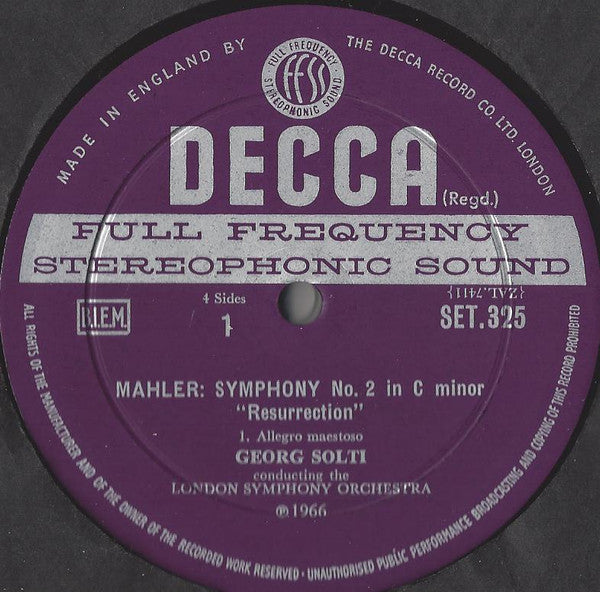 MADE IN ENGLAND BY
THE DECCA RECORD CO. LTD. LONDON
FULL FREQUENCY
ffss
STEREOPHONIC SOUND
DECCA
(Regd.)
FULL FREQUENCY
STEREOPHONIC SOUND
4 Sides
{ZAL.7411}
B.I.E.M.
1
SET.325
MAHLER: SYMPHONY No. 2 in C minor
"Resurrection"
1. Allegro maestoso
GEORG SOLTI
conducting the
LONDON SYMPHONY ORCHESTRA
℗1966
ALL RIGHTS OF THE MANUFACTURER AND OF THE OWNER OF THE RECORDED WORK RESERVED · UNAUTHORISED PUBLIC PERFORMANCE BROADCASTING AND COPYING OF THIS RECORD PROHIBITED